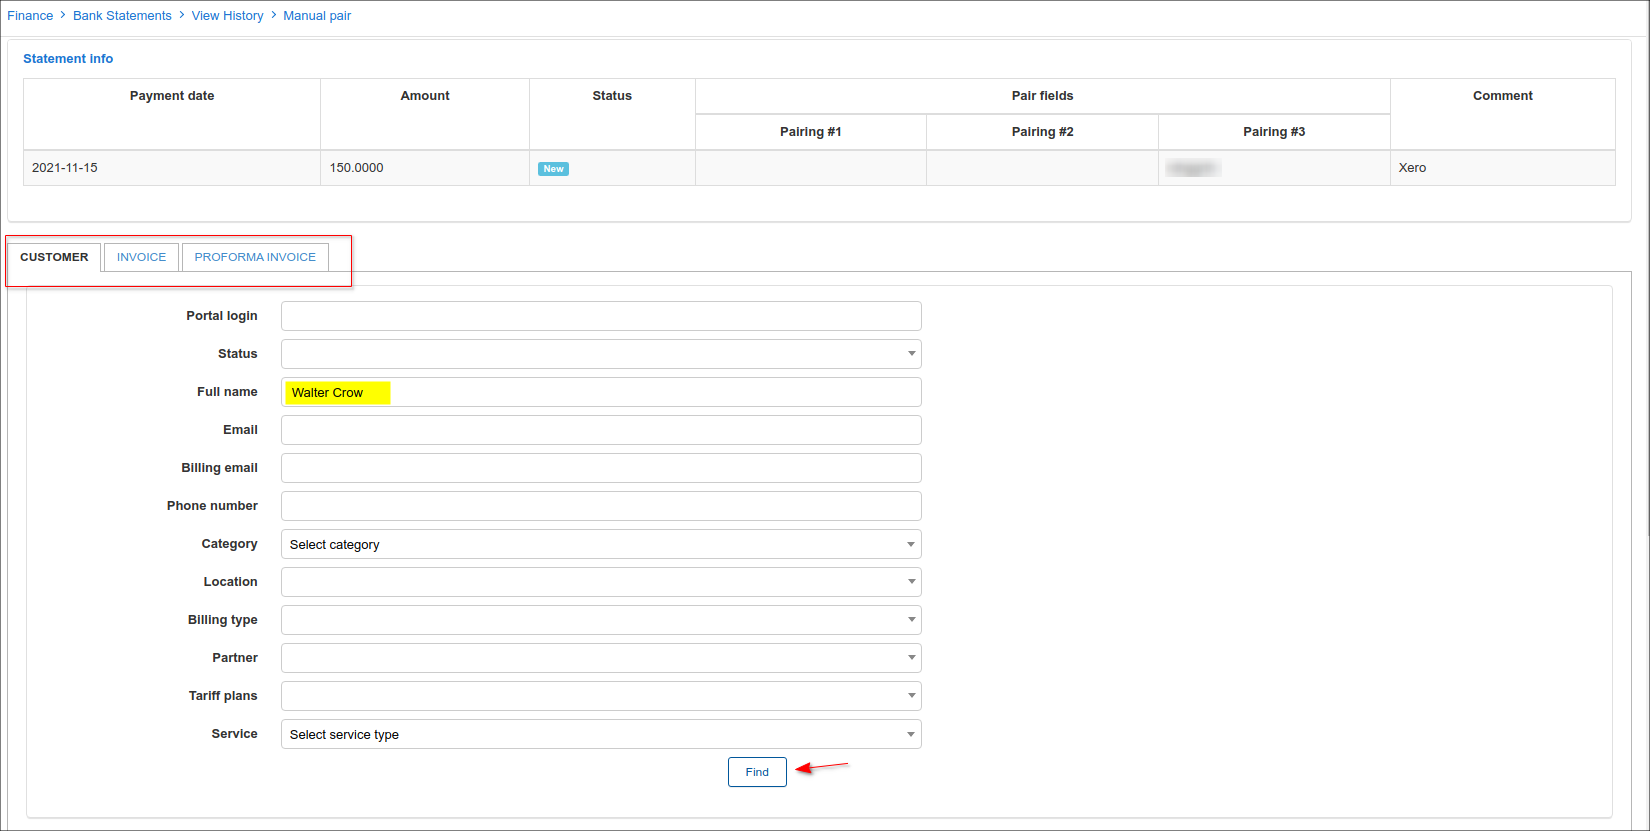 Finance > Bank Statements > View History > Manual pair
Statement info
Payment date Amount Status Pair fields Comment
Pairing #1 Pairing #2 Pairing #3
2021-11-15 150.0000 New Xero
CUSTOMER INVOICE PROFORMA INVOICE
Portal login
Status
Full name Walter Crow
Email
Billing email
Phone number
Category Select category
Location
Billing type
Partner
Tariff plans
Service Select service type
Find